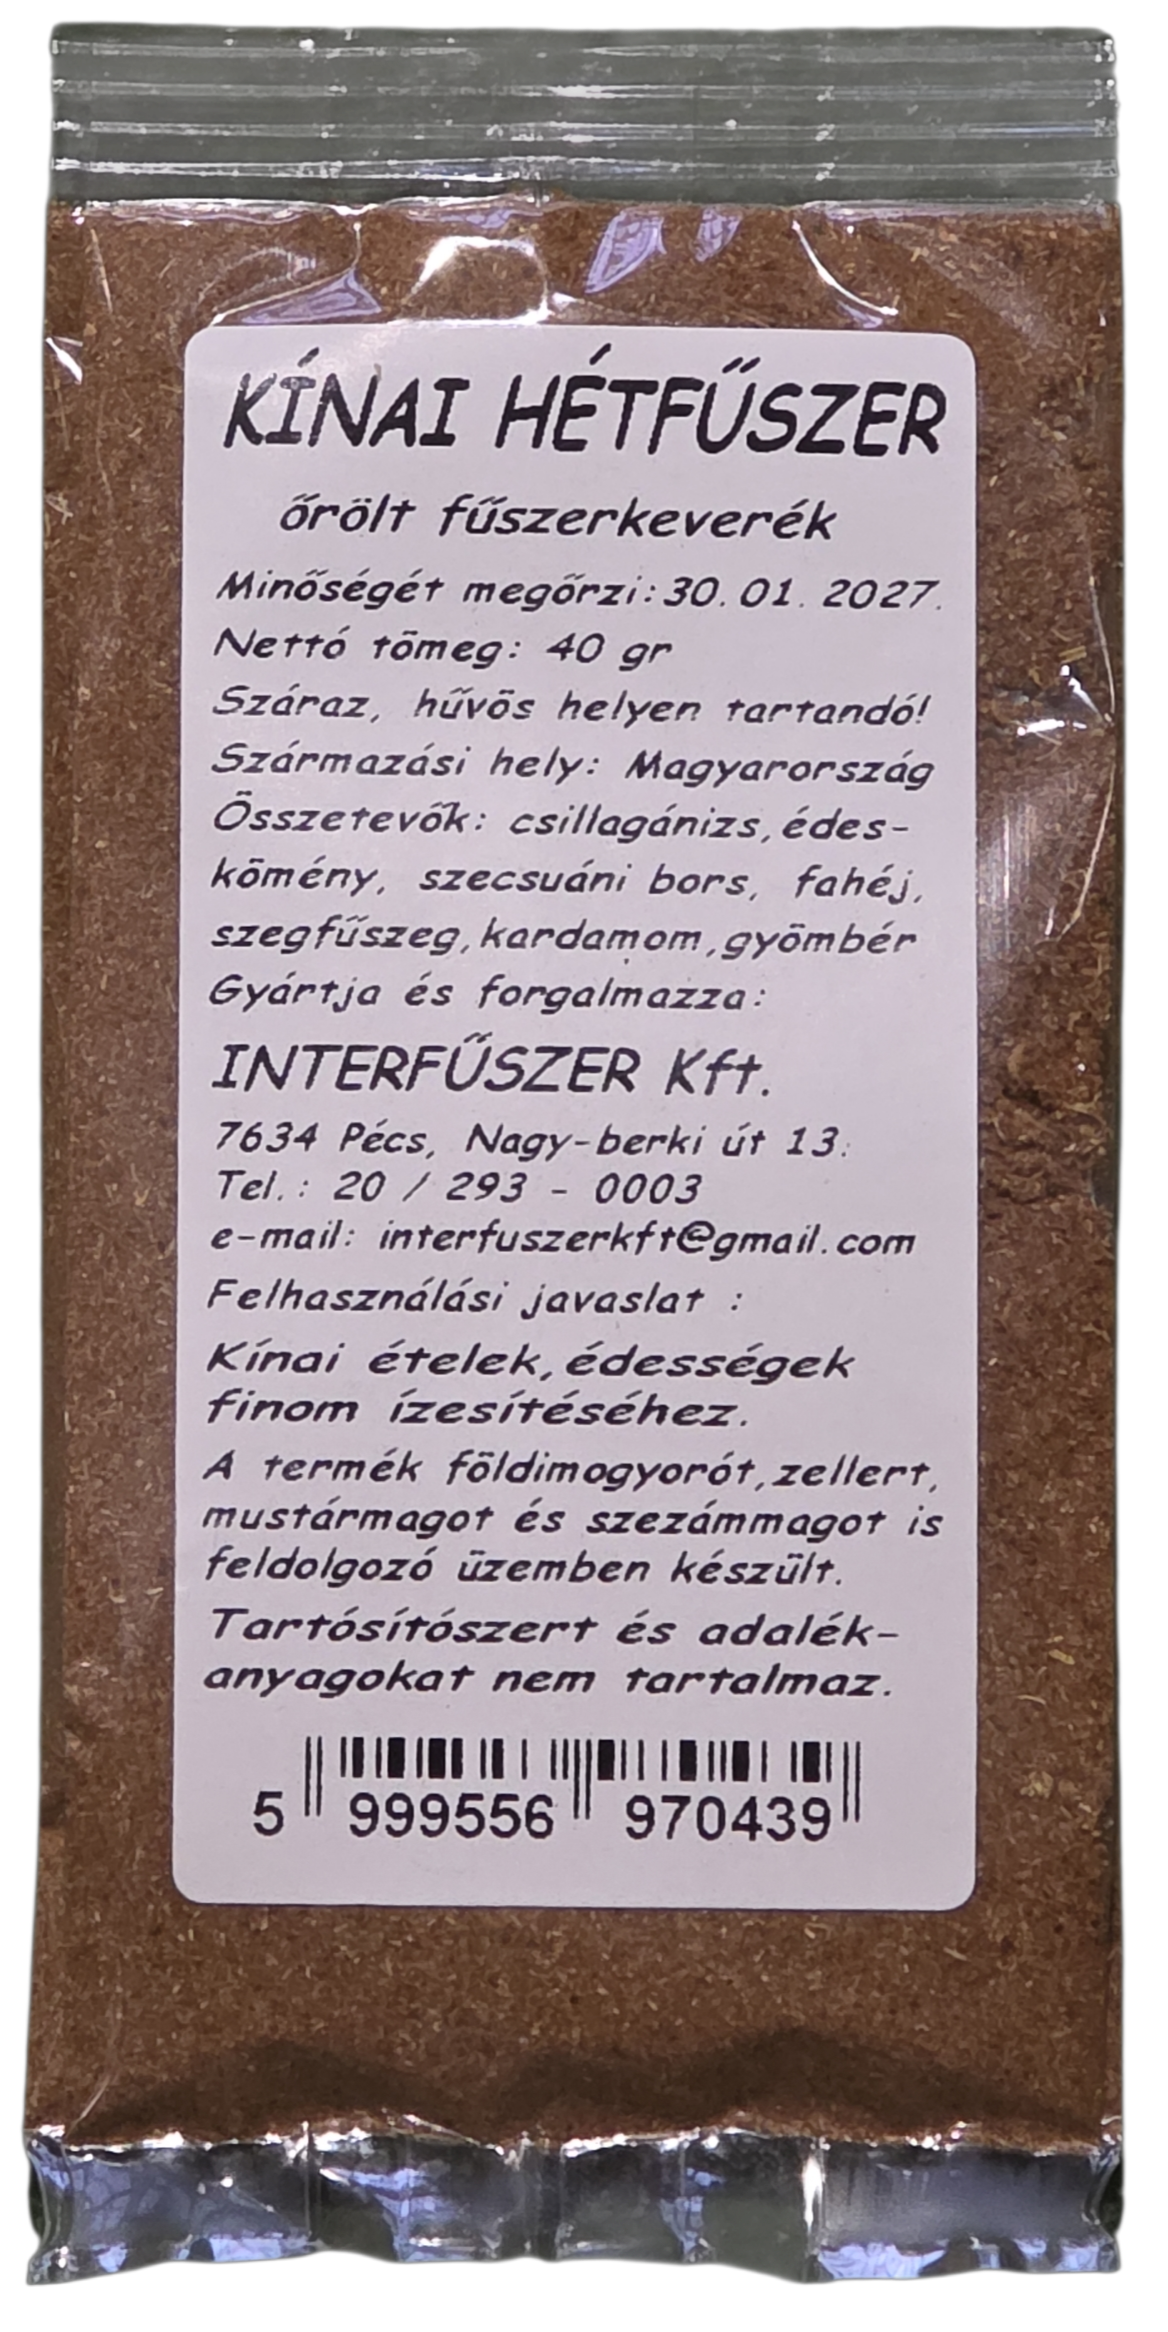 KÍNAI HÉTFŰSZER
őrölt fűszerkeverék
Minőségét megőrzi: 30. 01. 2027.
Nettó tömeg: 40 gr
Száraz, hűvös helyen tartandó!
Származási hely: Magyarország
Összetevők: csillagánizs, édes-
kömény, szecsuáni bors, fahéj,
szegfűszeg, kardamom, gyömbér
Gyártja és forgalmazza:
INTERFŰSZER Kft.
7634 Pécs, Nagy-berki út 13.
Tel.: 20 / 293 - 0003
e-mail: interfuszerkft@gmail.com
Felhasználási javaslat :
Kínai ételek, édességek
finom ízesítéséhez.
A termék földimogyorót, zellert,
mustármagot és szezámmagot is
feldolgozó üzemben készült.
Tartósítószert és adalék-
anyagokat nem tartalmaz.
5 999556 970439